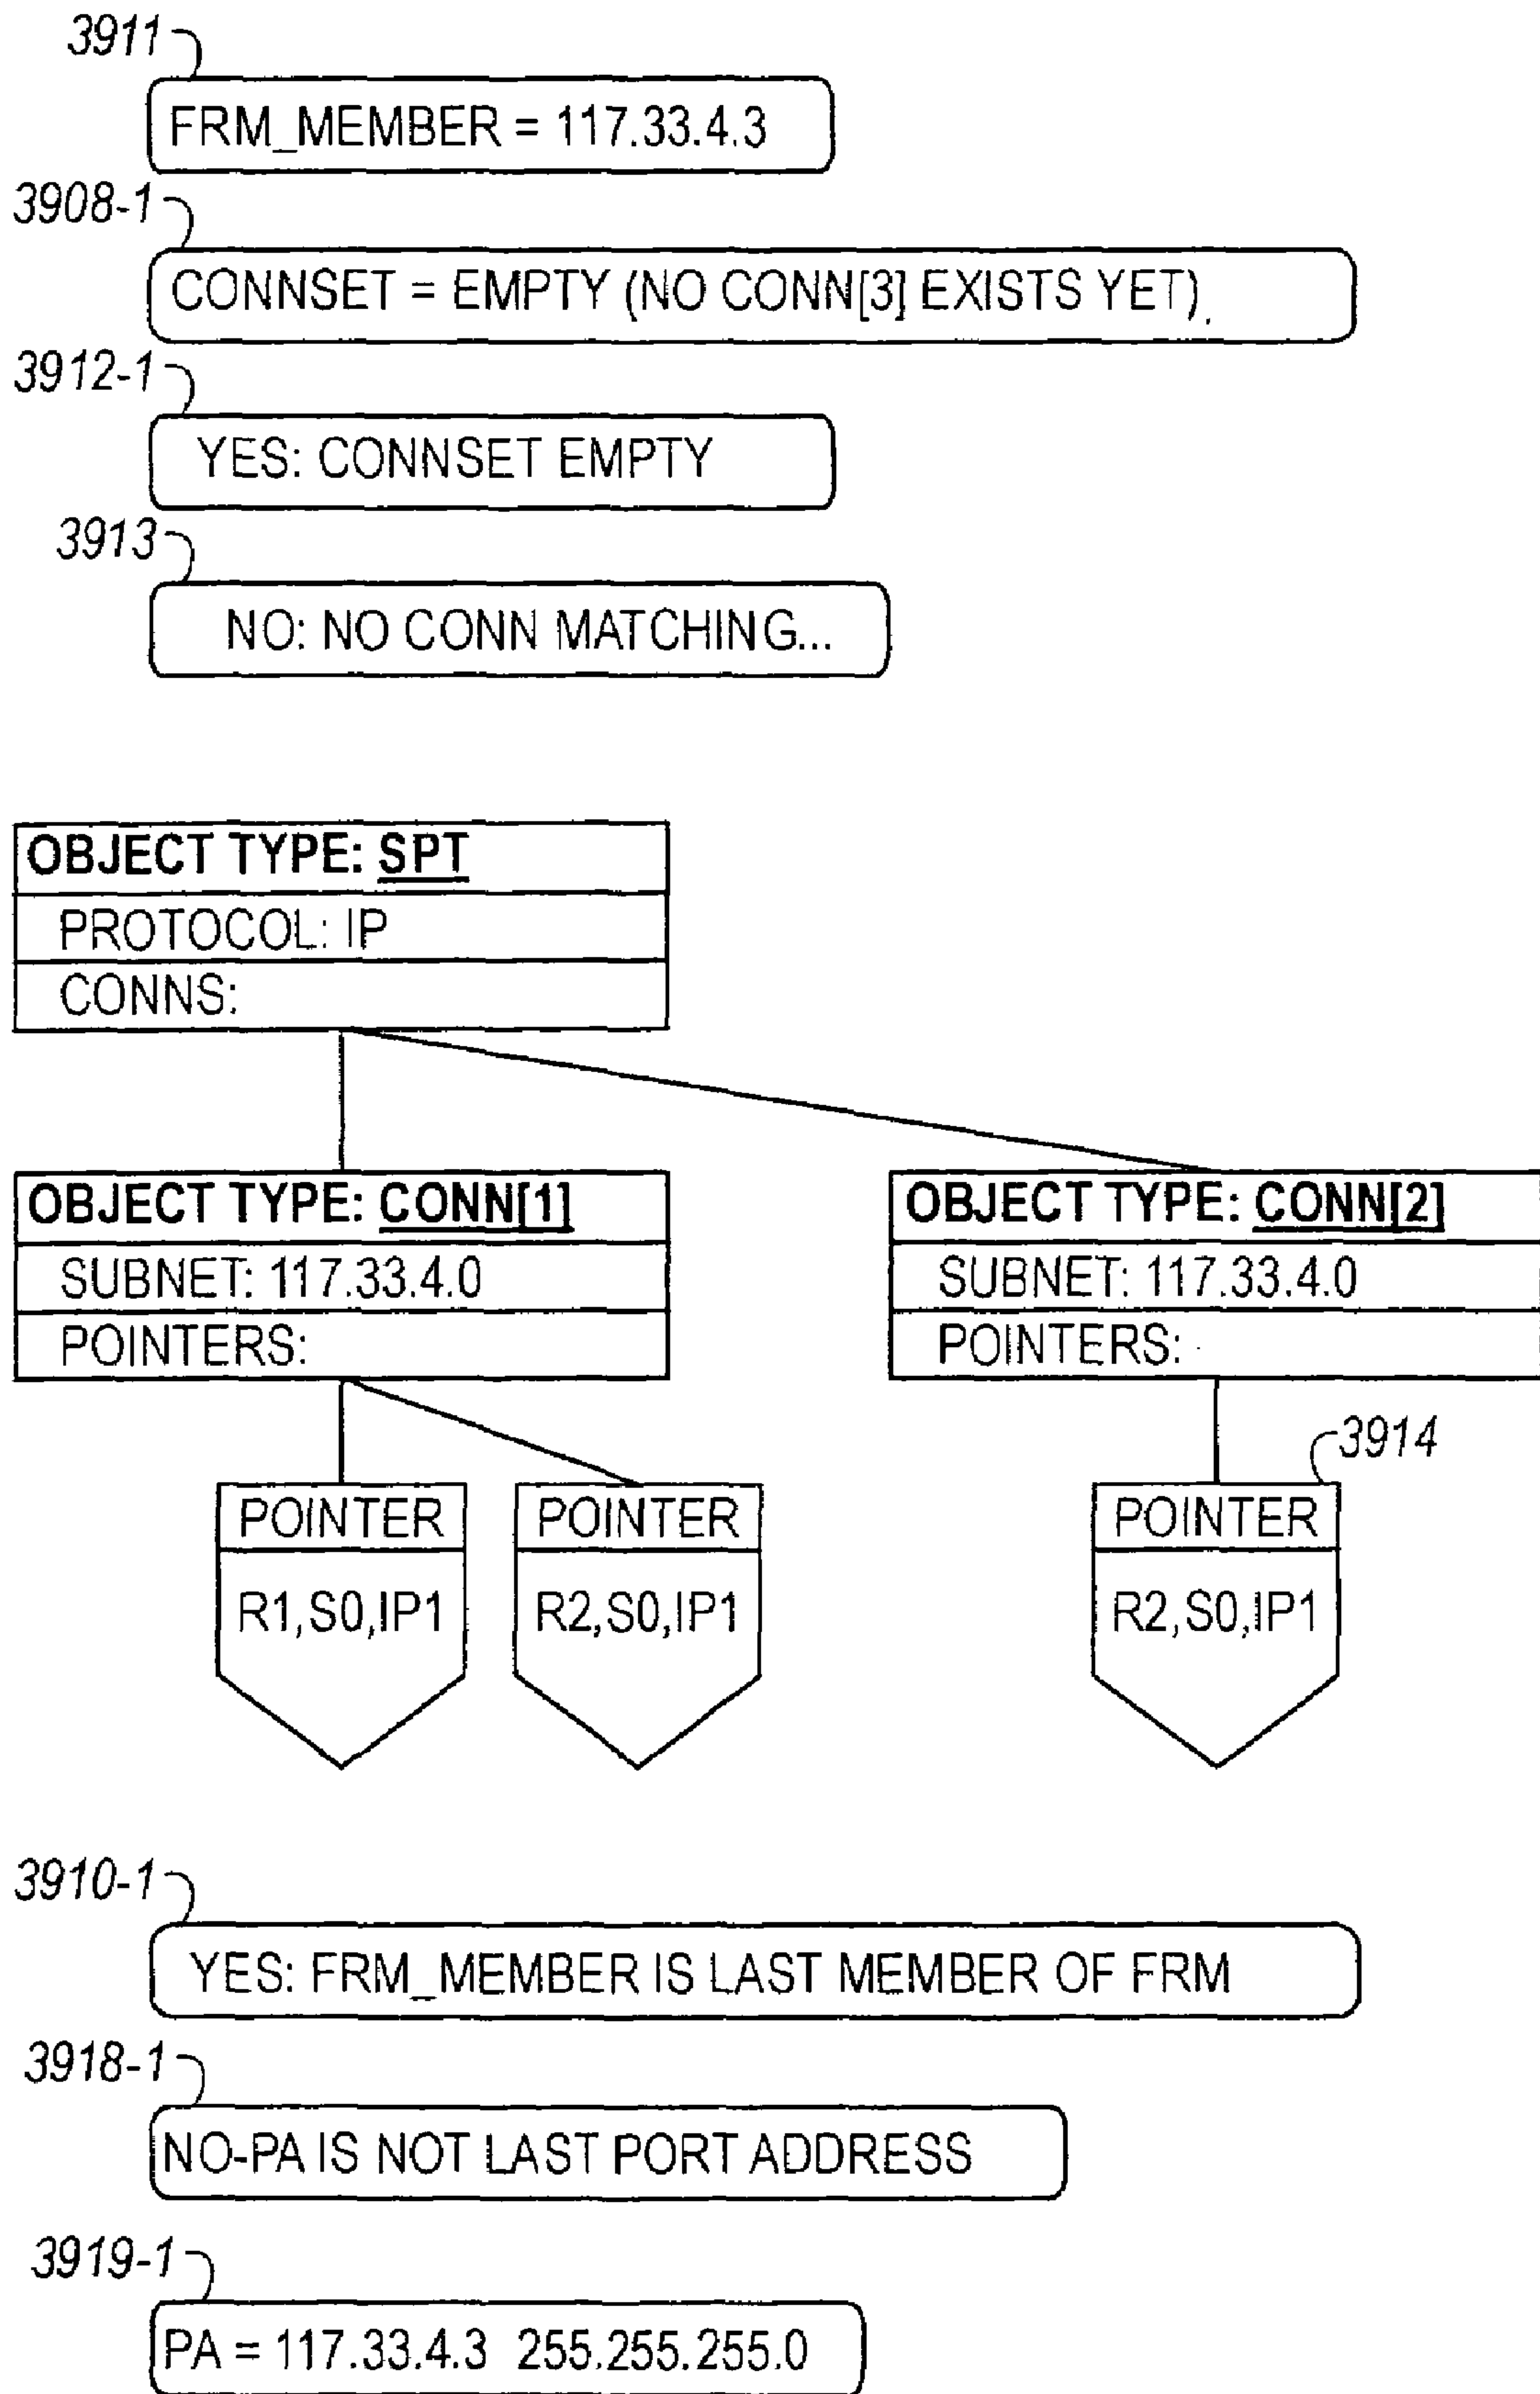 3911
FRM_MEMBER = 117.33.4.3
3908-1
CONNSET = EMPTY (NO CONN[3] EXISTS YET).
3912-1
YES: CONNSET EMPTY
3913
NO: NO CONN MATCHING...
OBJECT TYPE: SPT
PROTOCOL: IP
CONNS:
OBJECT TYPE: CONN[1]
SUBNET: 117.33.4.0
POINTERS:
OBJECT TYPE: CONN[2]
SUBNET: 117.33.4.0
POINTERS:
3914
POINTER
R1,S0,IP1
POINTER
R2,S0,IP1
POINTER
R2,S0,IP1
3910-1
YES: FRM_MEMBER IS LAST MEMBER OF FRM
3918-1
NO-PA IS NOT LAST PORT ADDRESS
3919-1
PA = 117.33.4.3 255.255.255.0